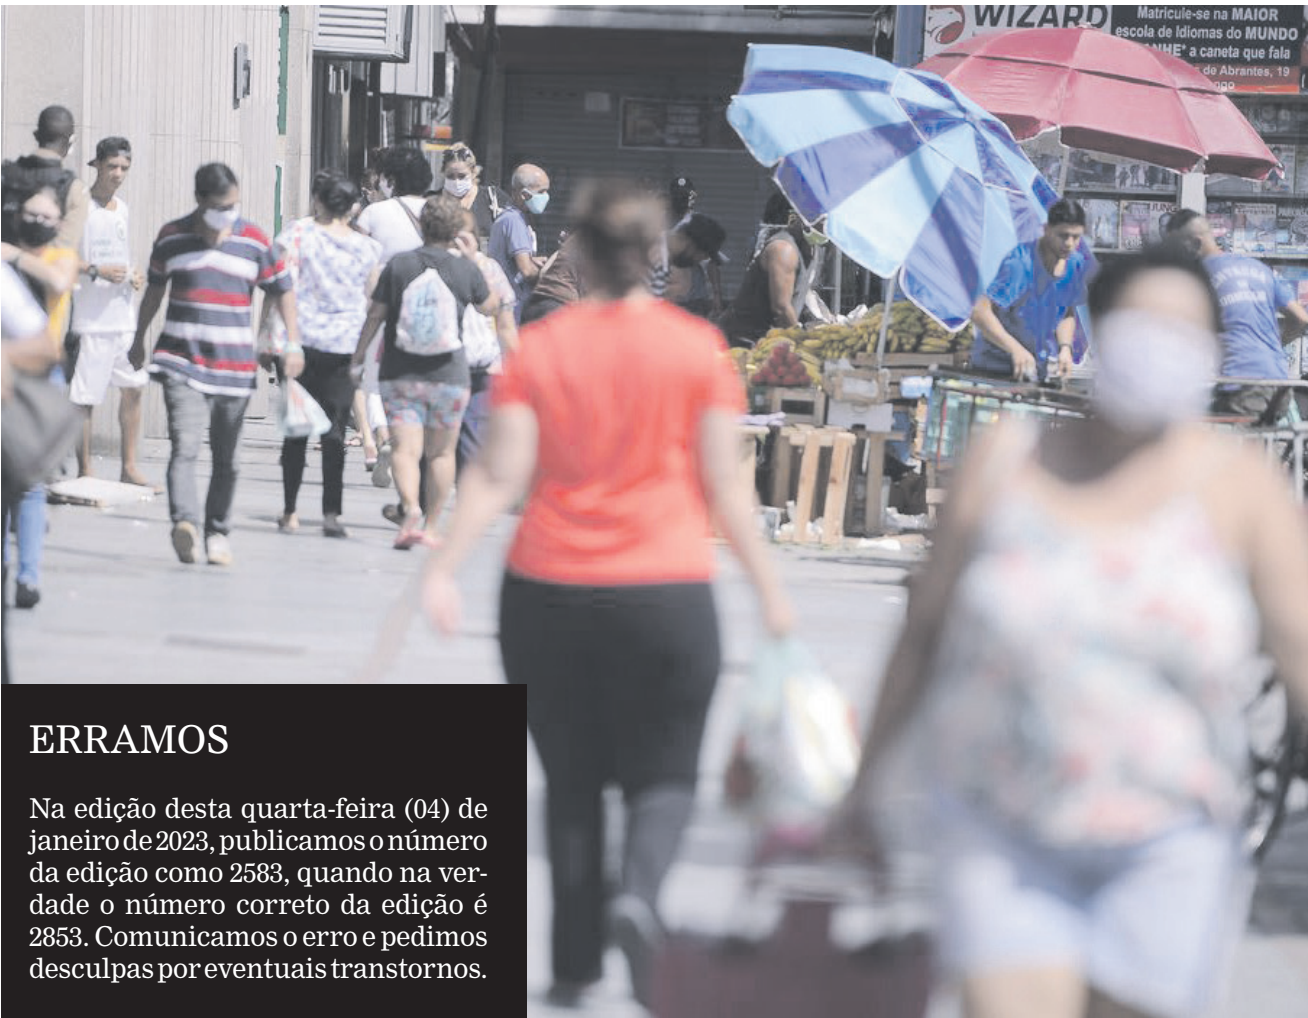 WIZARD
Matricule-se na MAIOR
escola de Idiomas do MUNDO
NHE* a caneta que fala
de Abrantes, 19
ngo
ERRAMOS
Na edição desta quarta-feira (04) de
janeiro de 2023, publicamos o número
da edição como 2583, quando na ver-
dade o número correto da edição é
2853. Comunicamos o erro e pedimos
desculpas por eventuais transtornos.